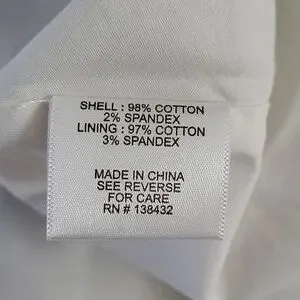 SHELL : 98% COTTON
2% SPANDEX
LINING : 97% COTTON
3% SPANDEX
MADE IN CHINA
SEE REVERSE
FOR CARE
RN # 138432